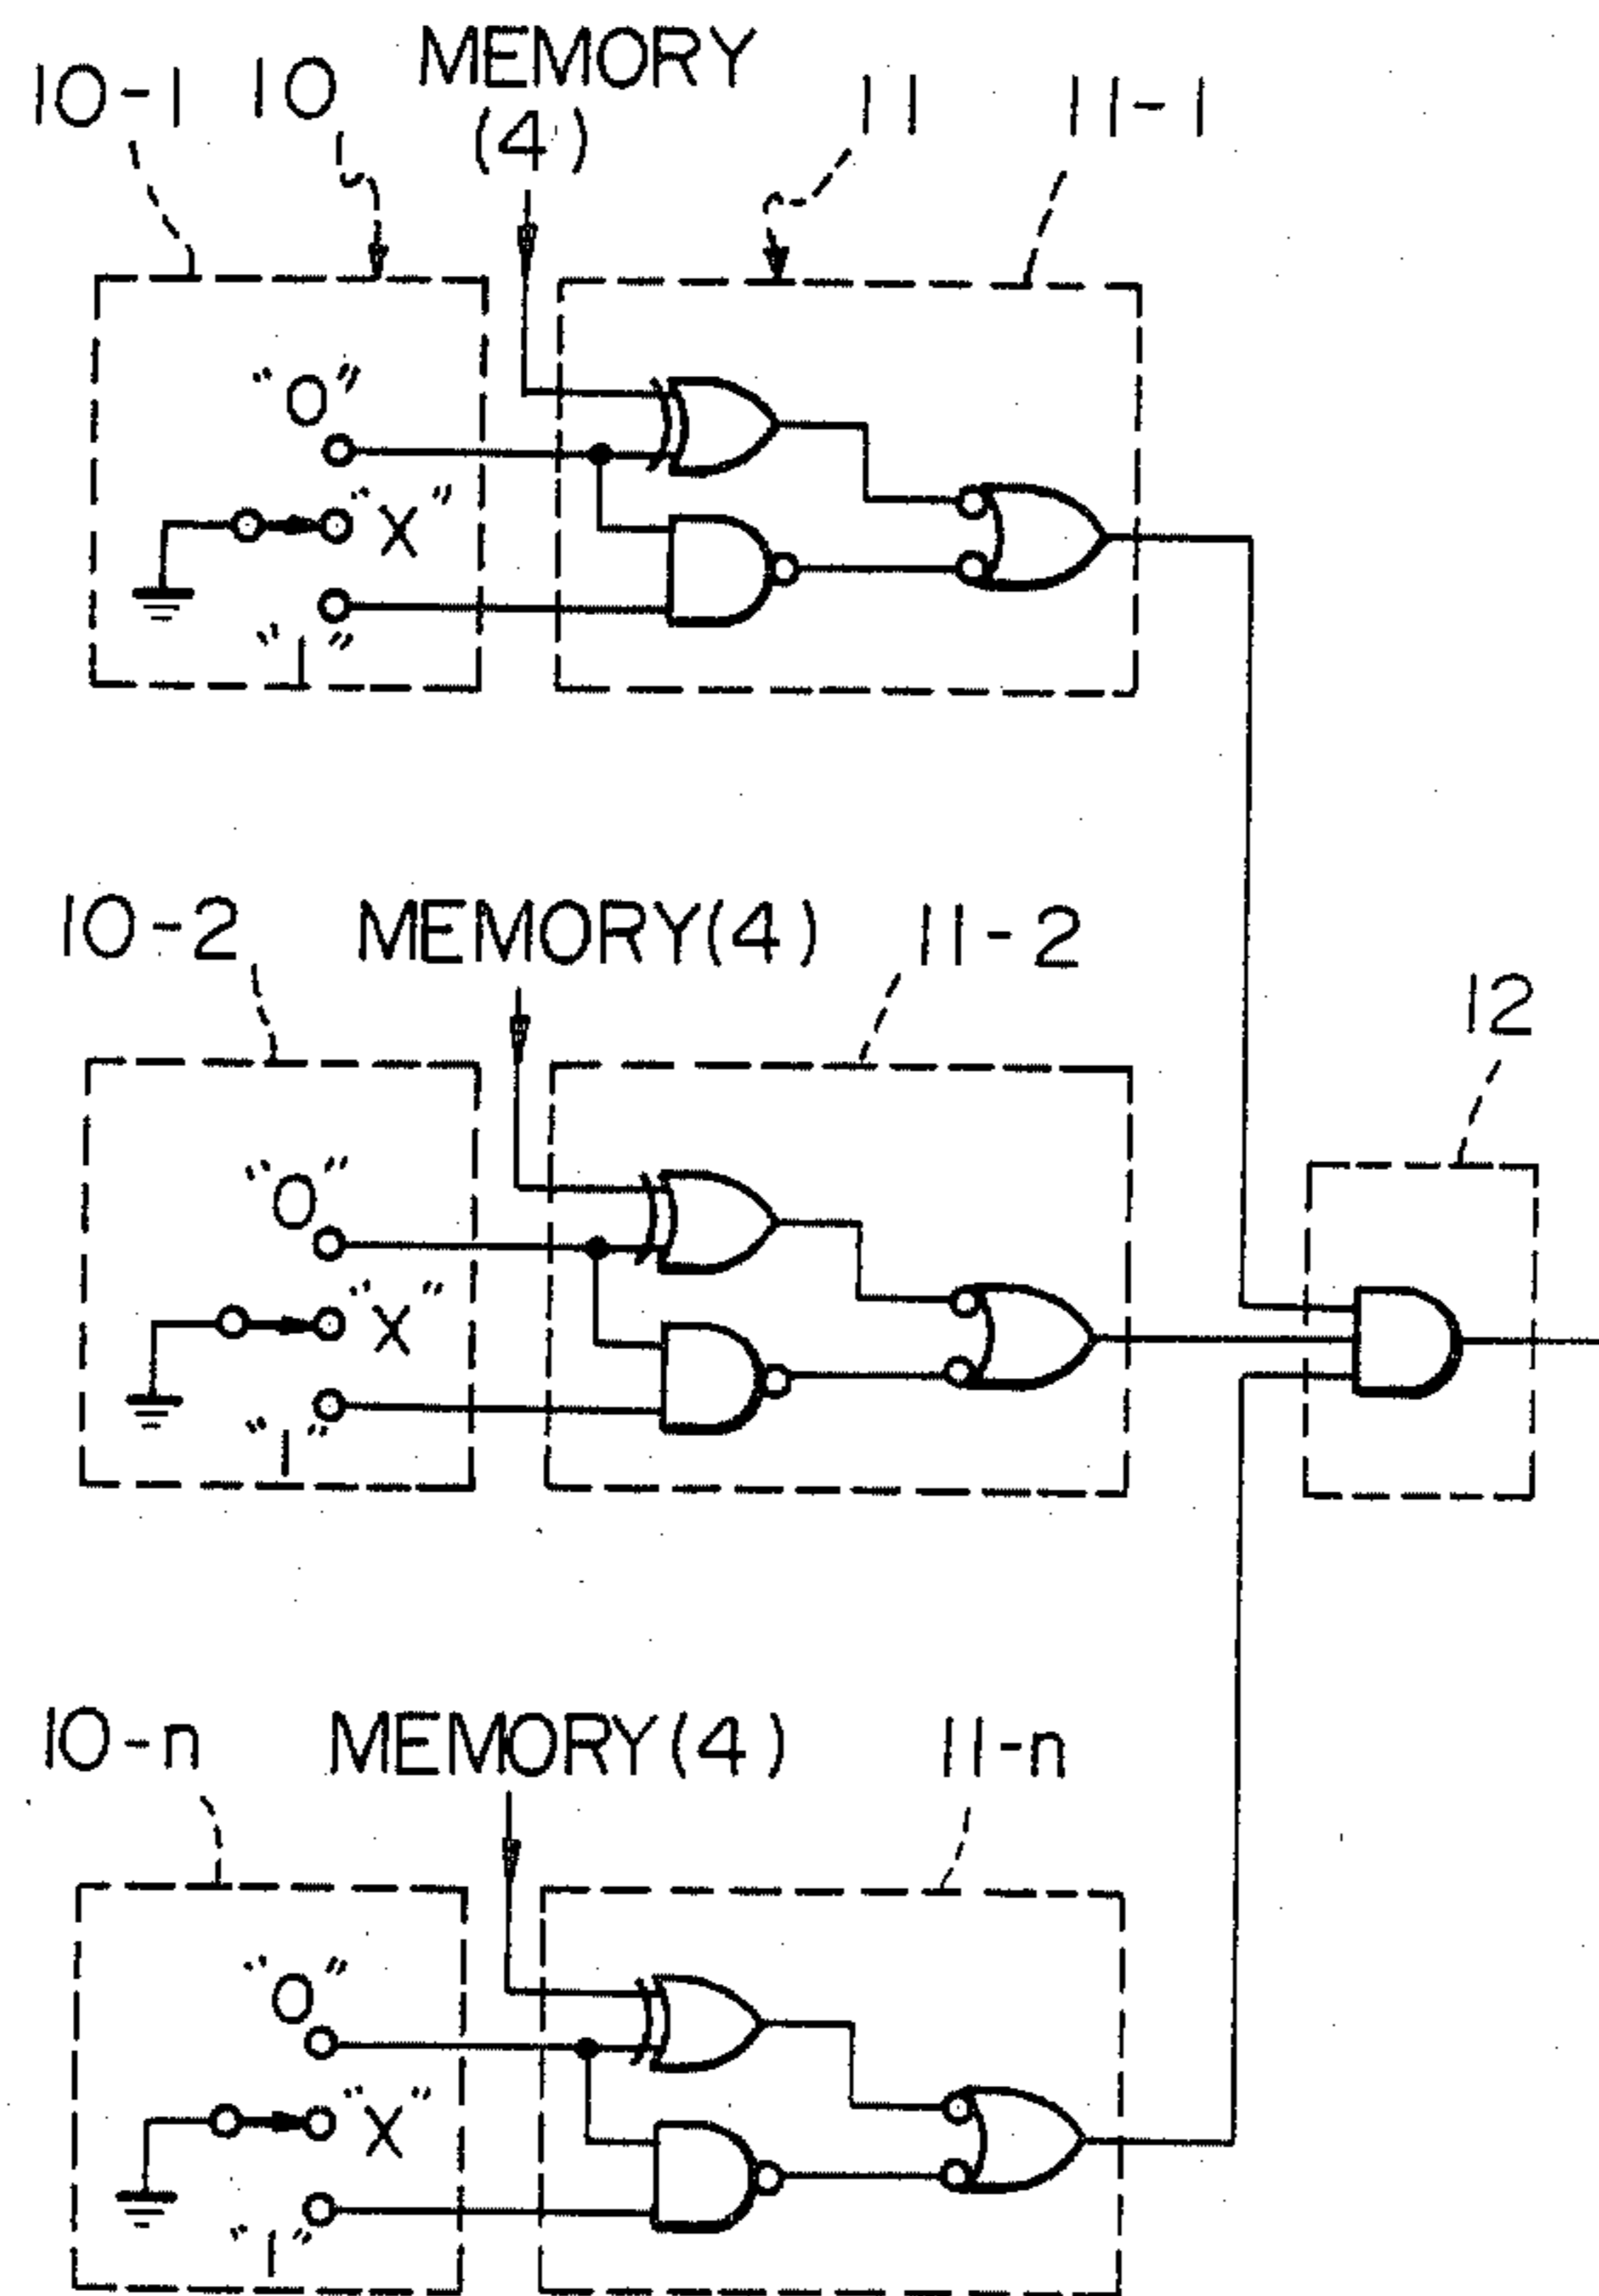 10-1 10 MEMORY (4) 11 11-1
"0"
"X"
"1"
10-2 MEMORY(4) 11-2
12
"0"
"X"
"1"
10-n MEMORY(4) 11-n
"0"
"X"
"1"